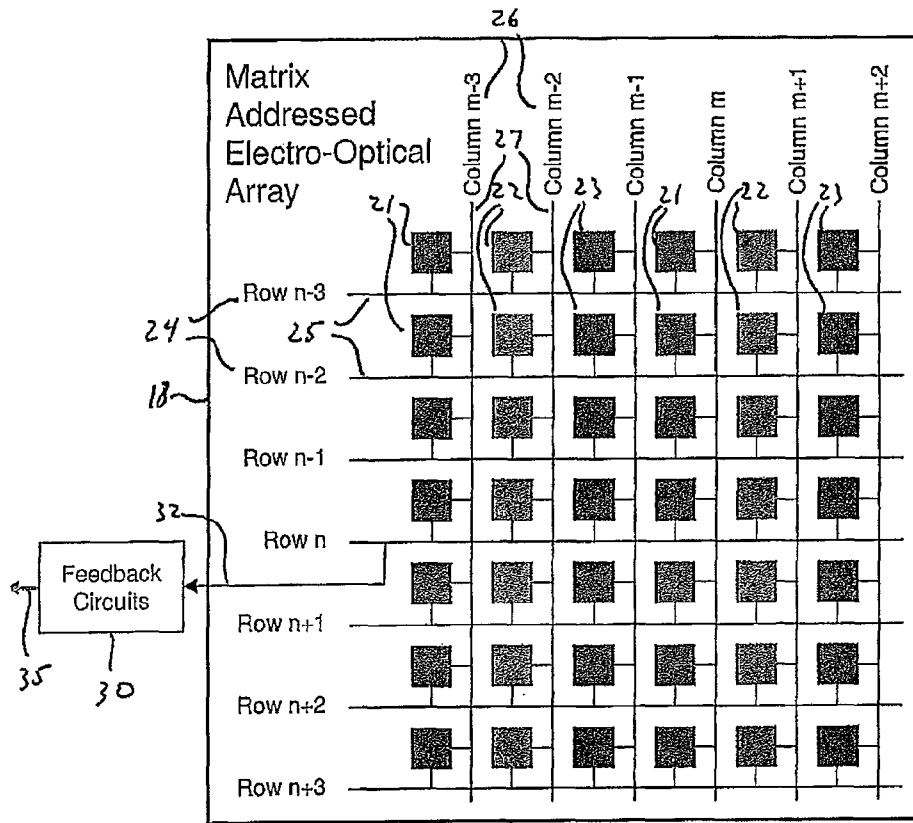 26
Matrix
Addressed
Electro-Optical
Array
Column m-3
Column m-2
Column m-1
Column m
Column m+1
Column m+2
27
21
22
23
21
22
23
Row n-3
24
25
Row n-2
18
Row n-1
32
Row n
Feedback
Circuits
Row n+1
35
30
Row n+2
Row n+3